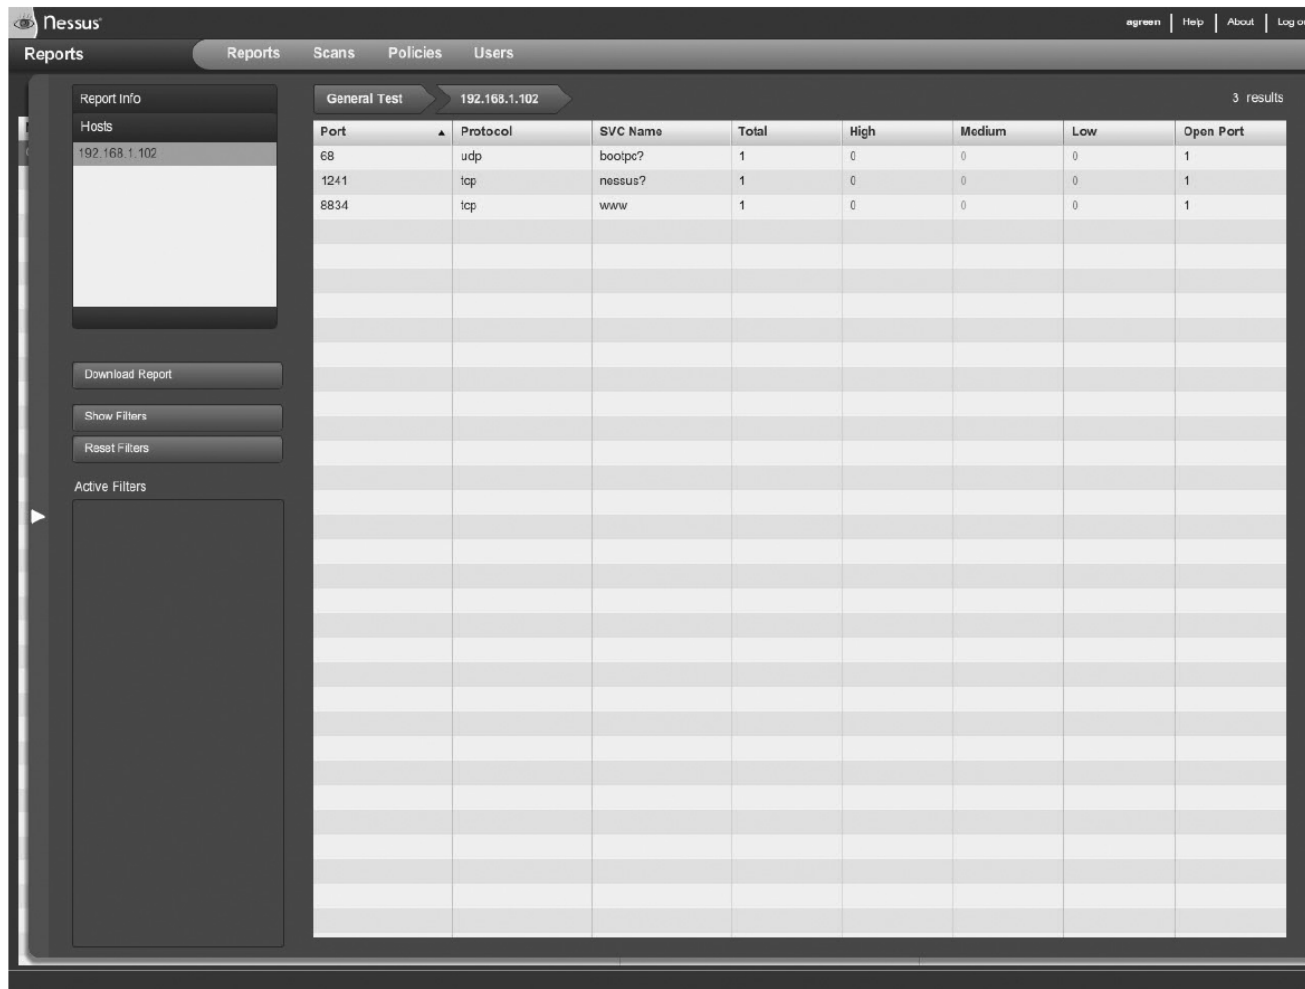 Nessus
agreen | Help | About | Log o
Reports
Reports Scans Policies Users
Report Info
Hosts
192.168.1.102
Download Report
Show Filters
Reset Filters
Active Filters
General Test 192.168.1.102 3 results
Port Protocol SVC Name Total High Medium Low Open Port
68 udp bootpc? 1 0 0 0 1
1241 tcp nessus? 1 0 0 0 1
8834 tcp www 1 0 0 0 1